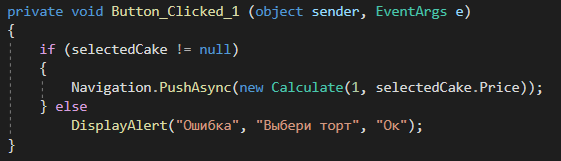 private void Button_Clicked_1 (object sender, EventArgs e)
{
if (selectedCake != null)
{
Navigation.PushAsync(new Calculate(1, selectedCake.Price));
} else
DisplayAlert("Ошибка", "Выбери торт", "Ок");
}